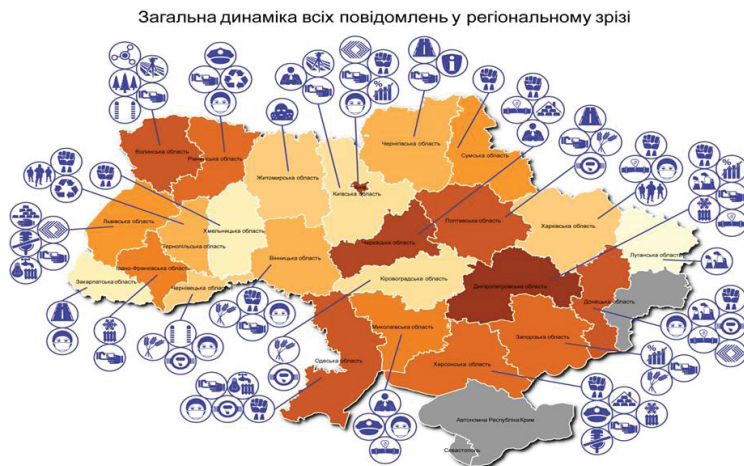 Загальна динаміка всіх повідомлень у регіональному зрізі
Волинська область
Рівненська область
Житомирська область
Київська область
Чернігівська область
Сумська область
Львівська область
Тернопільська область
Хмельницька область
Вінницька область
Черкаська область
Полтавська область
Харківська область
Луганська область
Івано-Франківська область
Закарпатська область
Чернівецька область
Кіровоградська область
Дніпропетровська область
Донецька область
Одеська область
Миколаївська область
Запорізька область
Херсонська область
Автономна Республіка Крим
Севастополь